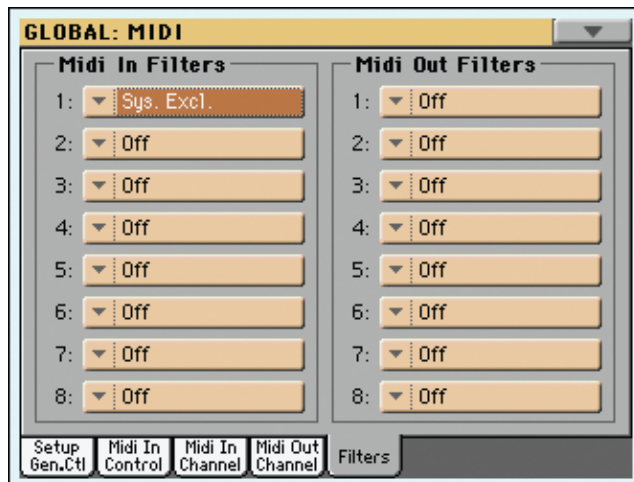 GLOBAL: MIDI
Midi In Filters
1: Sys. Excl.
2: Off
3: Off
4: Off
5: Off
6: Off
7: Off
8: Off
Midi Out Filters
1: Off
2: Off
3: Off
4: Off
5: Off
6: Off
7: Off
8: Off
Setup
Gen.Ctl
Midi In
Control
Midi In
Channel
Midi Out
Channel
Filters